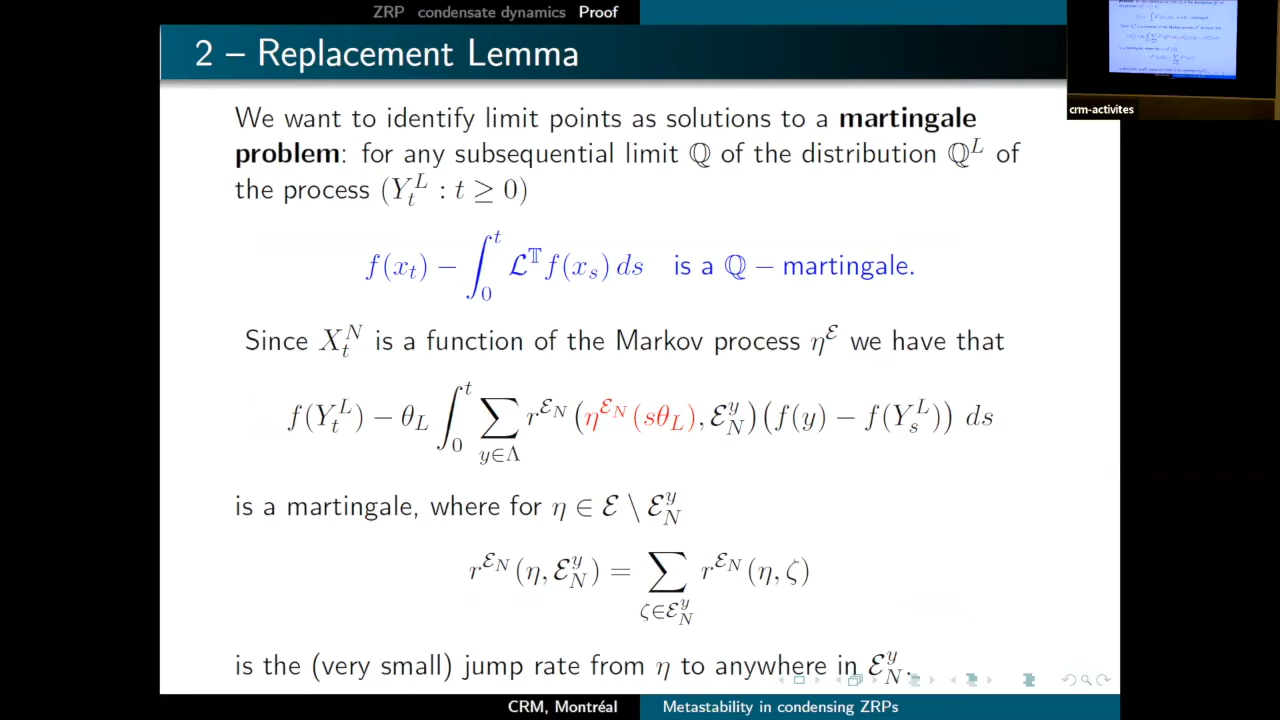 ZRP condensate dynamics Proof
2 – Replacement Lemma
crm-activites
We want to identify limit points as solutions to a martingale
problem: for any subsequential limit ℚ of the distribution ℚ^L of
the process (Y_t^L : t ≥ 0)
f(x_t) − ∫_0^t 𝓛^𝕋 f(x_s) ds is a ℚ − martingale.
Since X_t^N is a function of the Markov process η^ℰ we have that
f(Y_t^L) − θ_L ∫_0^t ∑_{y∈Λ} r^{ℰ_N}(η^{ℰ_N}(sθ_L), ℰ_N^y)(f(y) − f(Y_s^L)) ds
is a martingale, where for η ∈ ℰ \ ℰ_N^y
r^{ℰ_N}(η, ℰ_N^y) = ∑_{ζ∈ℰ_N^y} r^{ℰ_N}(η, ζ)
is the (very small) jump rate from η to anywhere in ℰ_N^y.
CRM, Montréal Metastability in condensing ZRPs